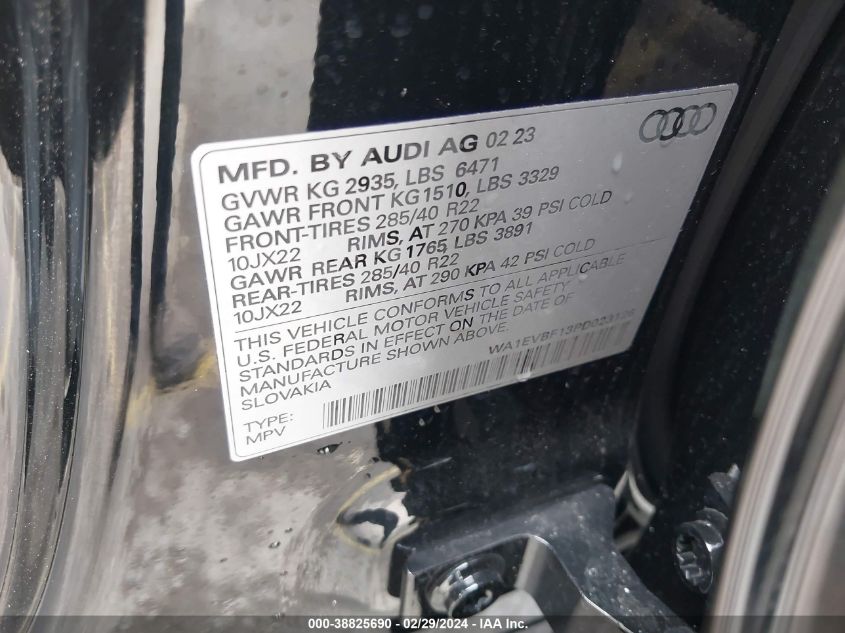 MFD. BY AUDI AG 02 23
GVWR KG 2935, LBS 6471
GAWR FRONT KG1510, LBS 3329
FRONT-TIRES 285/40 R22
10JX22 RIMS, AT 270 KPA 39 PSI COLD
GAWR REAR KG 1765, LBS 3891
REAR-TIRES 285/40 R22
10JX22 RIMS, AT 290 KPA 42 PSI COLD
THIS VEHICLE CONFORMS TO ALL APPLICABLE
U.S. FEDERAL MOTOR VEHICLE SAFETY
STANDARDS IN EFFECT ON THE DATE OF
MANUFACTURE SHOWN ABOVE.
SLOVAKIA
WA1EVBF13PD023126
TYPE:
MPV
000-38825690 - 02/29/2024 - IAA Inc.